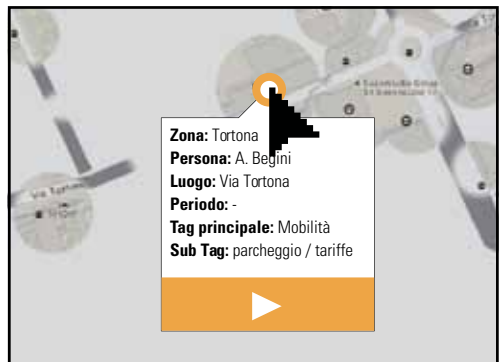 Zona: Tortona
Persona: A. Begini
Luogo: Via Tortona
Periodo: -
Tag principale: Mobilità
Sub Tag: parcheggio / tariffe
Via Tortona